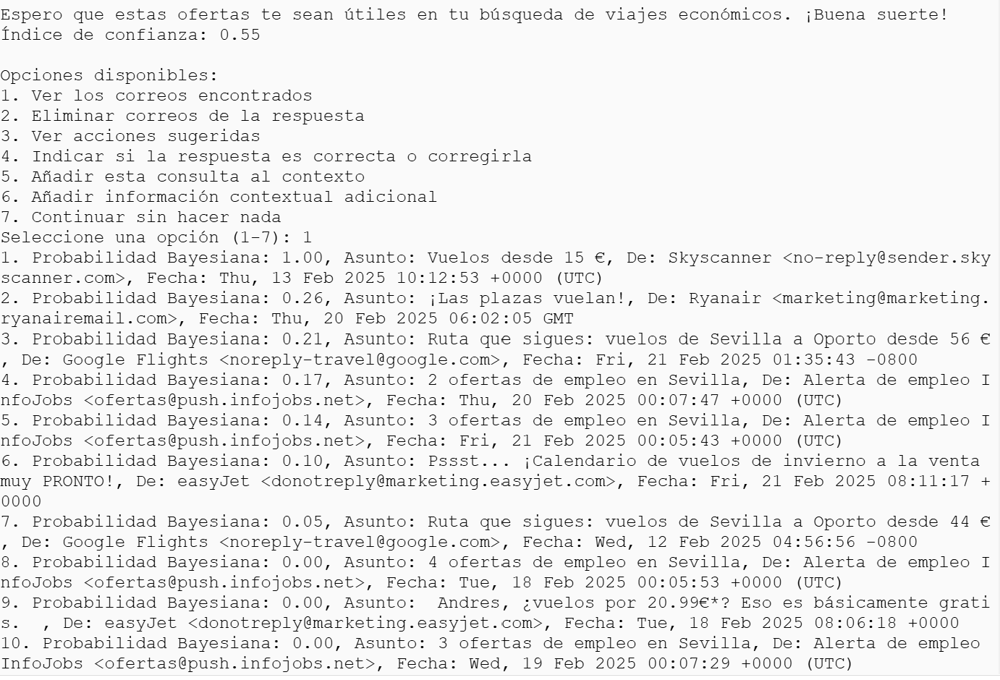 Espero que estas ofertas te sean útiles en tu búsqueda de viajes económicos. ¡Buena suerte!
Índice de confianza: 0.55
Opciones disponibles:
1. Ver los correos encontrados
2. Eliminar correos de la respuesta
3. Ver acciones sugeridas
4. Indicar si la respuesta es correcta o corregirla
5. Añadir esta consulta al contexto
6. Añadir información contextual adicional
7. Continuar sin hacer nada
Seleccione una opción (1-7): 1
1. Probabilidad Bayesiana: 1.00, Asunto: Vuelos desde 15 €, De: Skyscanner <no-reply@sender.sky
scanner.com>, Fecha: Thu, 13 Feb 2025 10:12:53 +0000 (UTC)
2. Probabilidad Bayesiana: 0.26, Asunto: ¡Las plazas vuelan!, De: Ryanair <marketing@marketing.
ryanairemail.com>, Fecha: Thu, 20 Feb 2025 06:02:05 GMT
3. Probabilidad Bayesiana: 0.21, Asunto: Ruta que sigues: vuelos de Sevilla a Oporto desde 56 €
, De: Google Flights <noreply-travel@google.com>, Fecha: Fri, 21 Feb 2025 01:35:43 -0800
4. Probabilidad Bayesiana: 0.17, Asunto: 2 ofertas de empleo en Sevilla, De: Alerta de empleo I
nfoJobs <ofertas@push.infojobs.net>, Fecha: Thu, 20 Feb 2025 00:07:47 +0000 (UTC)
5. Probabilidad Bayesiana: 0.14, Asunto: 3 ofertas de empleo en Sevilla, De: Alerta de empleo I
nfoJobs <ofertas@push.infojobs.net>, Fecha: Fri, 21 Feb 2025 00:05:43 +0000 (UTC)
6. Probabilidad Bayesiana: 0.10, Asunto: Pssst... ¡Calendario de vuelos de invierno a la venta
muy PRONTO!, De: easyJet <donotreply@marketing.easyjet.com>, Fecha: Fri, 21 Feb 2025 08:11:17 +
0000
7. Probabilidad Bayesiana: 0.05, Asunto: Ruta que sigues: vuelos de Sevilla a Oporto desde 44 €
, De: Google Flights <noreply-travel@google.com>, Fecha: Wed, 12 Feb 2025 04:56:56 -0800
8. Probabilidad Bayesiana: 0.00, Asunto: 4 ofertas de empleo en Sevilla, De: Alerta de empleo I
nfoJobs <ofertas@push.infojobs.net>, Fecha: Tue, 18 Feb 2025 00:05:53 +0000 (UTC)
9. Probabilidad Bayesiana: 0.00, Asunto:  Andres, ¿vuelos por 20.99€*? Eso es básicamente grati
s.  , De: easyJet <donotreply@marketing.easyjet.com>, Fecha: Tue, 18 Feb 2025 08:06:18 +0000
10. Probabilidad Bayesiana: 0.00, Asunto: 3 ofertas de empleo en Sevilla, De: Alerta de empleo
InfoJobs <ofertas@push.infojobs.net>, Fecha: Wed, 19 Feb 2025 00:07:29 +0000 (UTC)